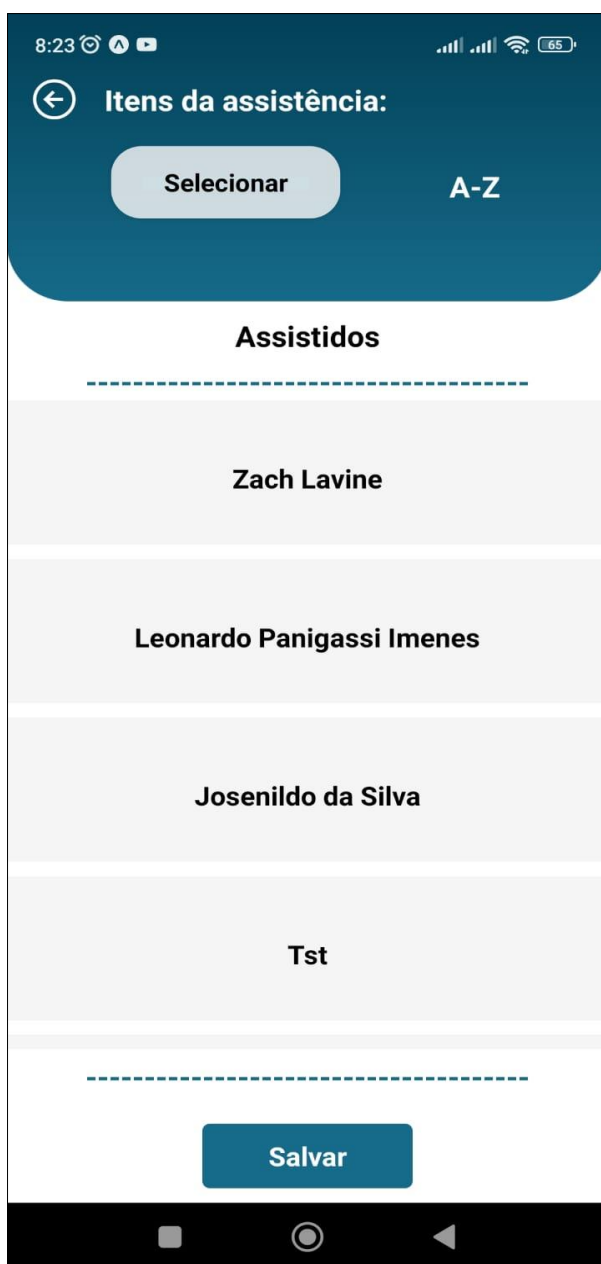 8:23 65
Itens da assistência:
Selecionar A-Z
Assistidos
Zach Lavine
Leonardo Panigassi Imenes
Josenildo da Silva
Tst
Salvar